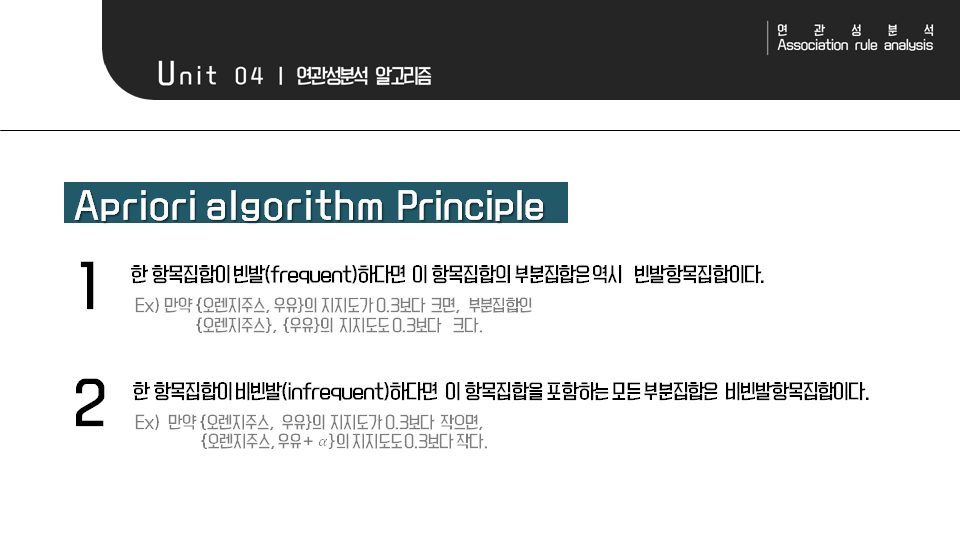 연 관 성 분 석
Association rule analysis
Unit 04 | 연관성분석 알고리즘
Apriori algorithm Principle
1 한 항목집합이 빈발(frequent)하다면 이 항목집합의 부분집합은 역시 빈발항목집합이다.
Ex) 만약 {오렌지주스, 우유}의 지지도가 0.3보다 크면, 부분집합인
{오렌지주스}, {우유}의 지지도도 0.3보다 크다.
2 한 항목집합이 비빈발(infrequent)하다면 이 항목집합을 포함하는 모든 부분집합은 비빈발항목집합이다.
Ex) 만약 {오렌지주스, 우유}의 지지도가 0.3보다 작으면,
{오렌지주스, 우유+ α}의 지지도도 0.3보다 작다.